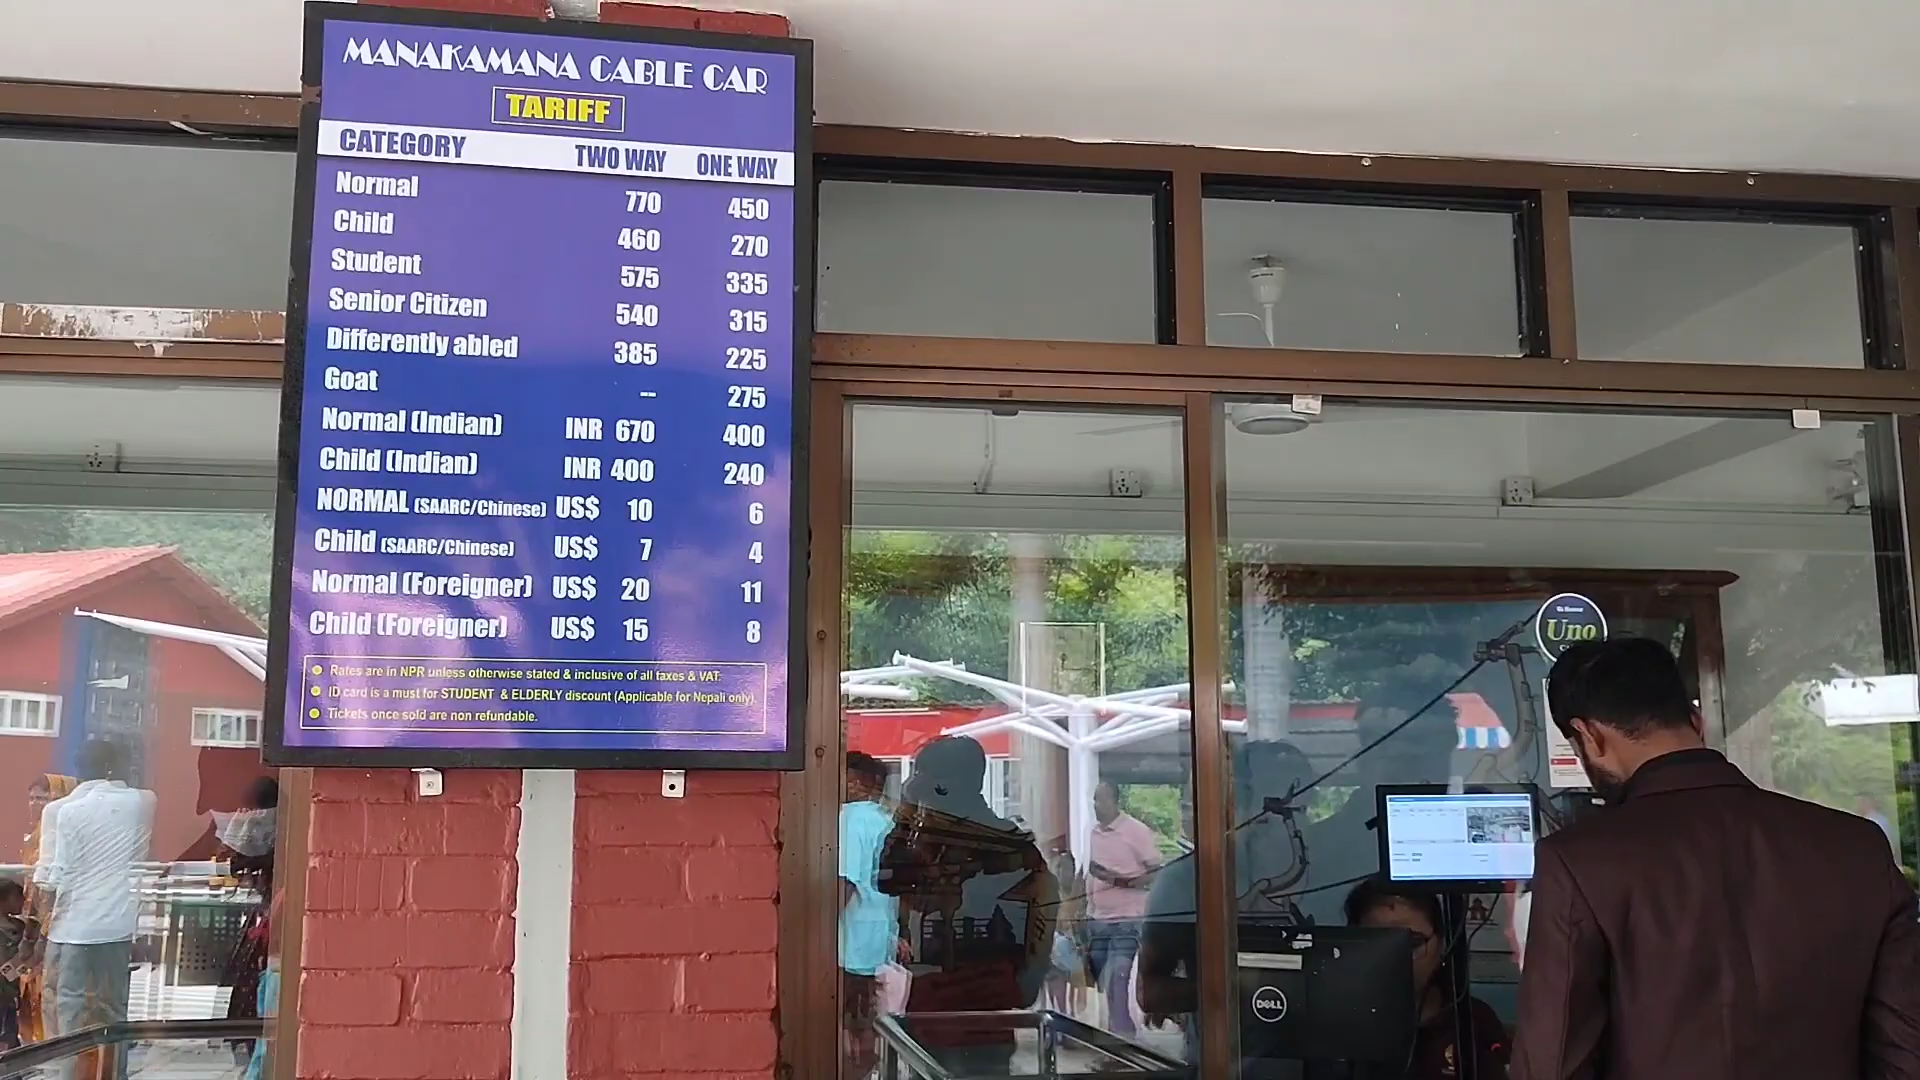 MANAKAMANA CABLE CAR
TARIFF
CATEGORY TWO WAY ONE WAY
Normal 770 450
Child 460 270
Student 575 335
Senior Citizen 540 315
Differently abled 385 225
Goat -- 275
Normal (Indian) INR 670 400
Child (Indian) INR 400 240
NORMAL (SAARC/Chinese) US$ 10 6
Child (SAARC/Chinese) US$ 7 4
Normal (Foreigner) US$ 20 11
Child (Foreigner) US$ 15 8
Rates are in NPR unless otherwise stated & inclusive of all taxes & VAT.
ID card is a must for STUDENT & ELDERLY discount (Applicable for Nepali only).
Tickets once sold are non refundable.
Uno
DELL